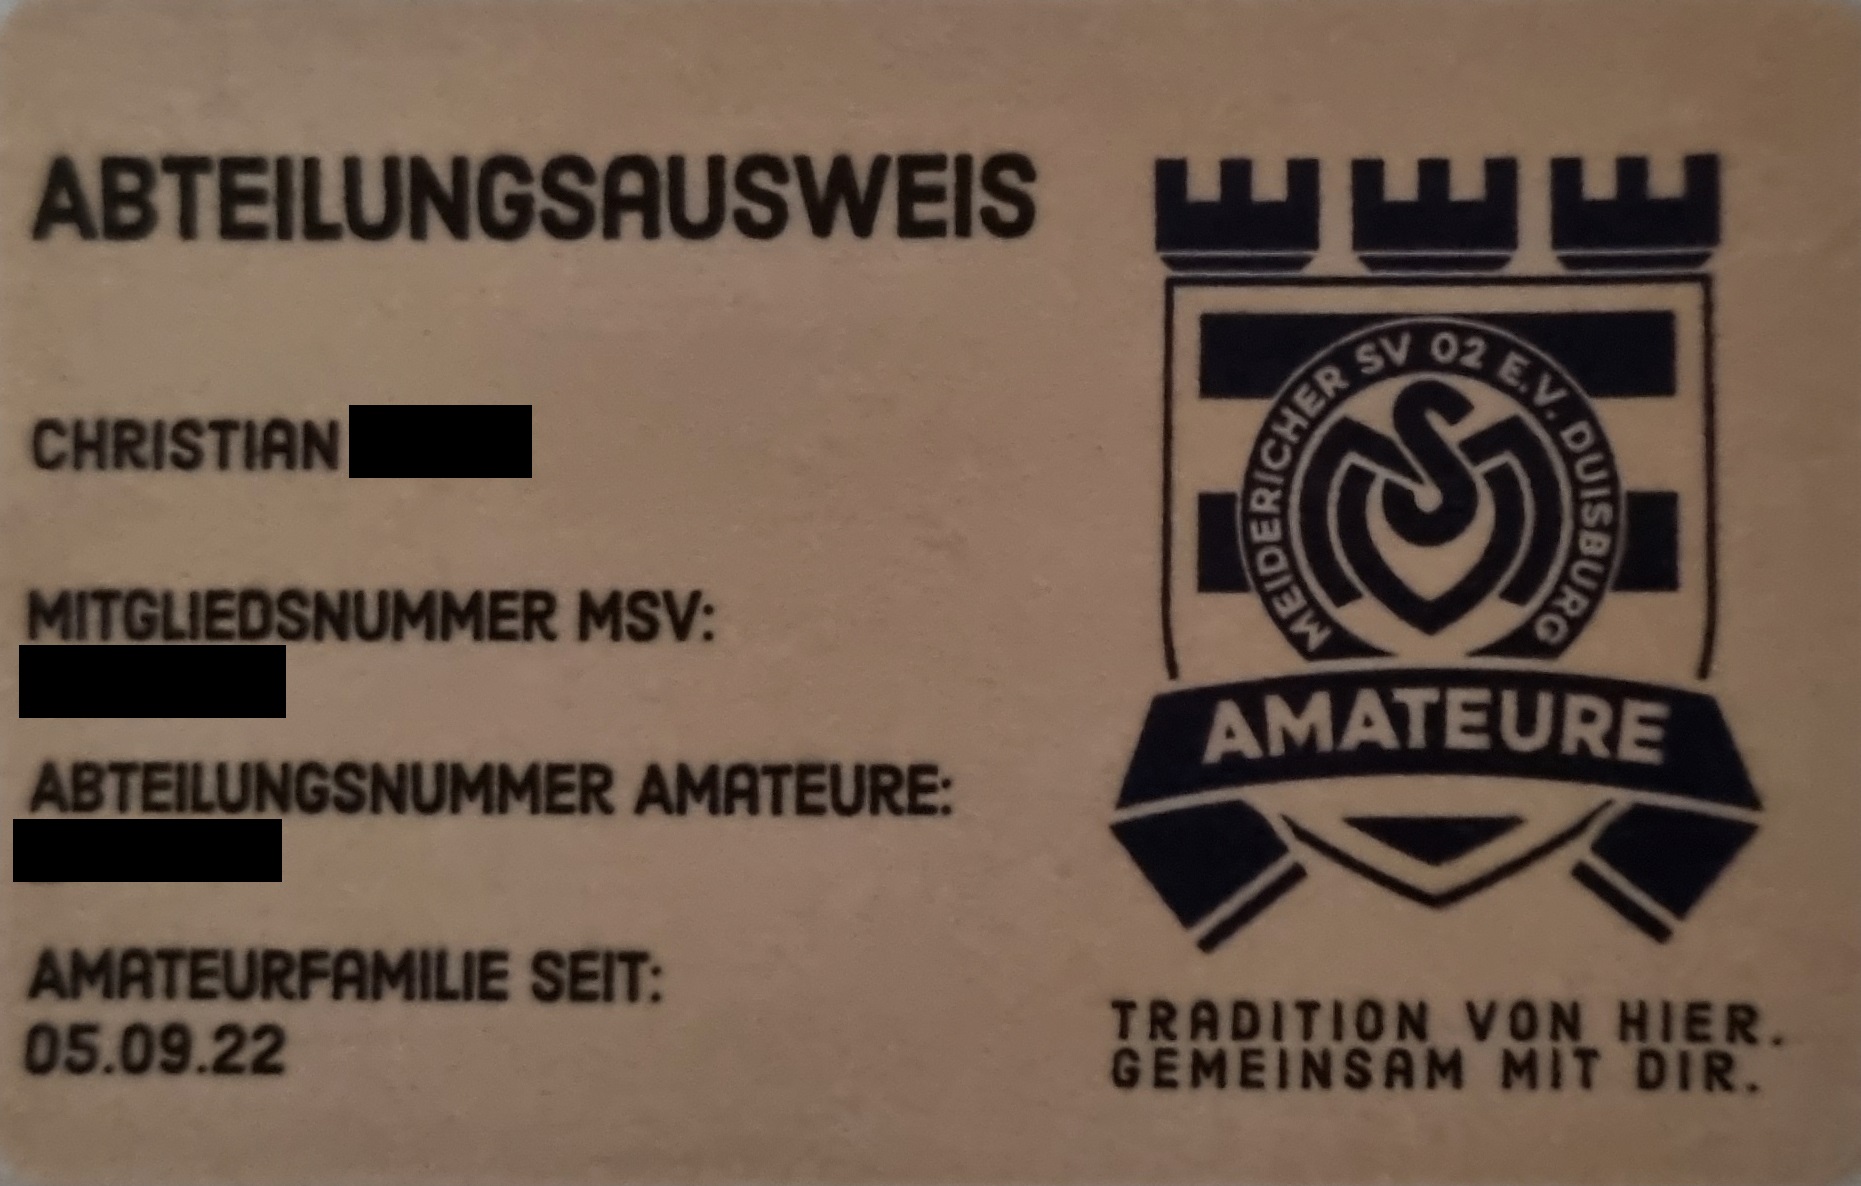 ABTEILUNGSAUSWEIS
CHRISTIAN
MITGLIEDSNUMMER MSV:
ABTEILUNGSNUMMER AMATEURE:
AMATEURFAMILIE SEIT:
05.09.22
MEIDERICHER SV 02 E.V. DUISBURG
MSV
AMATEURE
TRADITION VON HIER.
GEMEINSAM MIT DIR.